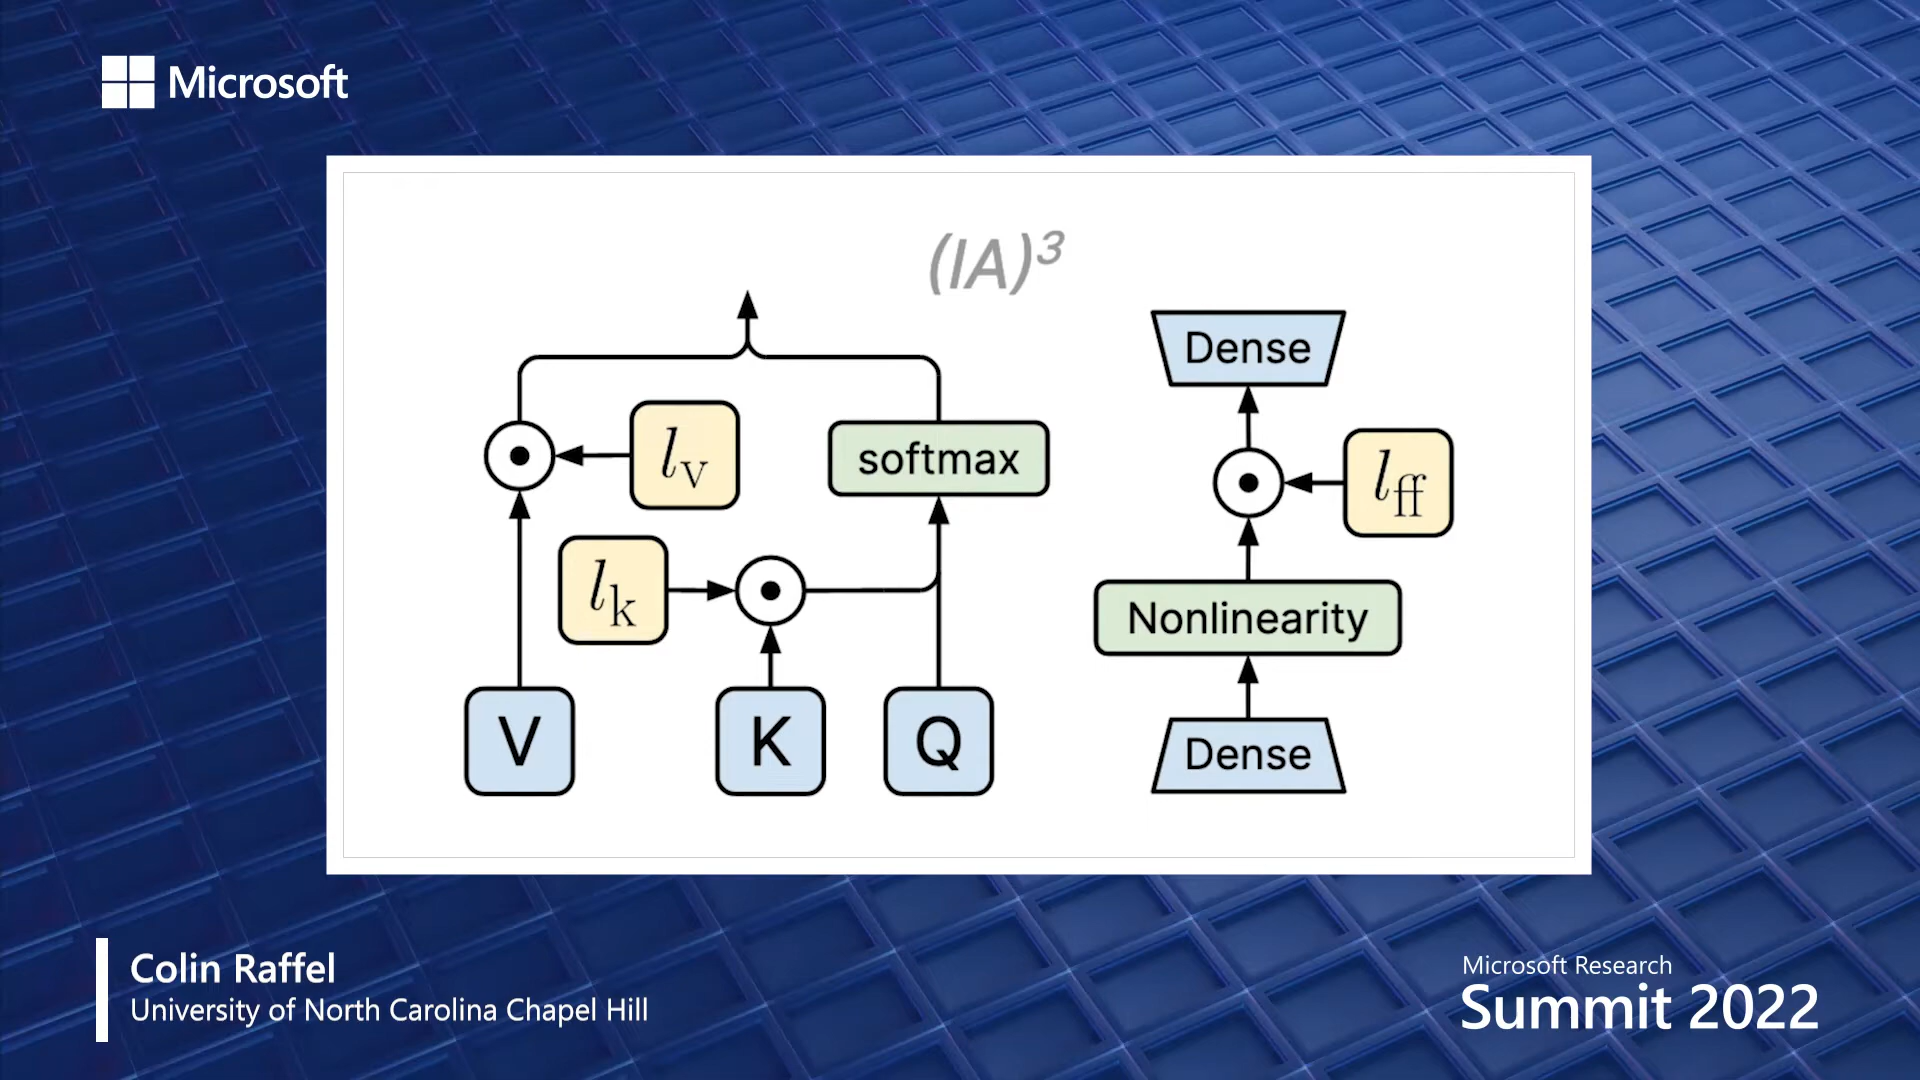 Microsoft
(IA)³
Dense
l_v
softmax
l_ff
l_k
Nonlinearity
V
K
Q
Dense
Colin Raffel
University of North Carolina Chapel Hill
Microsoft Research
Summit 2022